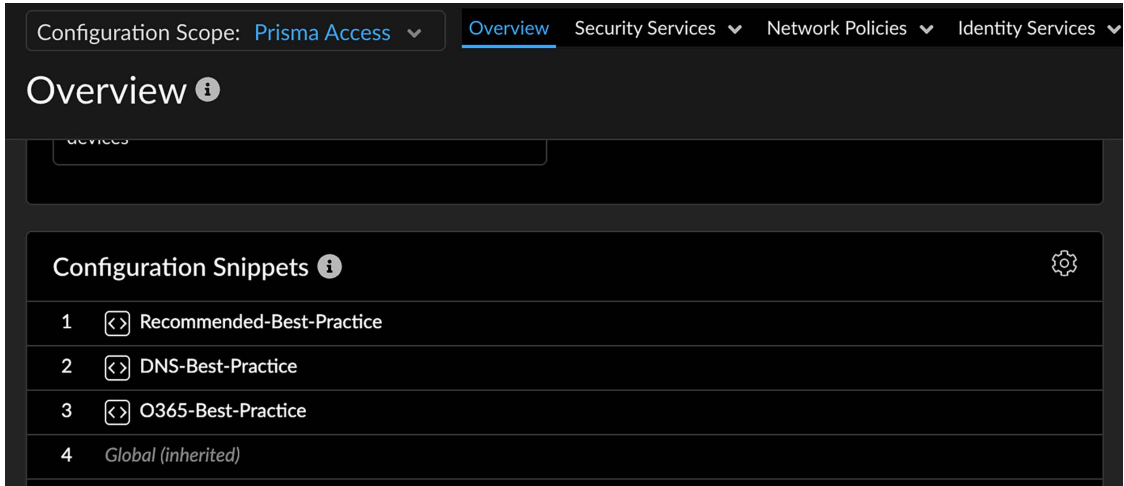 Configuration Scope: Prisma Access Overview Security Services Network Policies Identity Services
Overview
devices
Configuration Snippets
1 Recommended-Best-Practice
2 DNS-Best-Practice
3 O365-Best-Practice
4 Global (inherited)